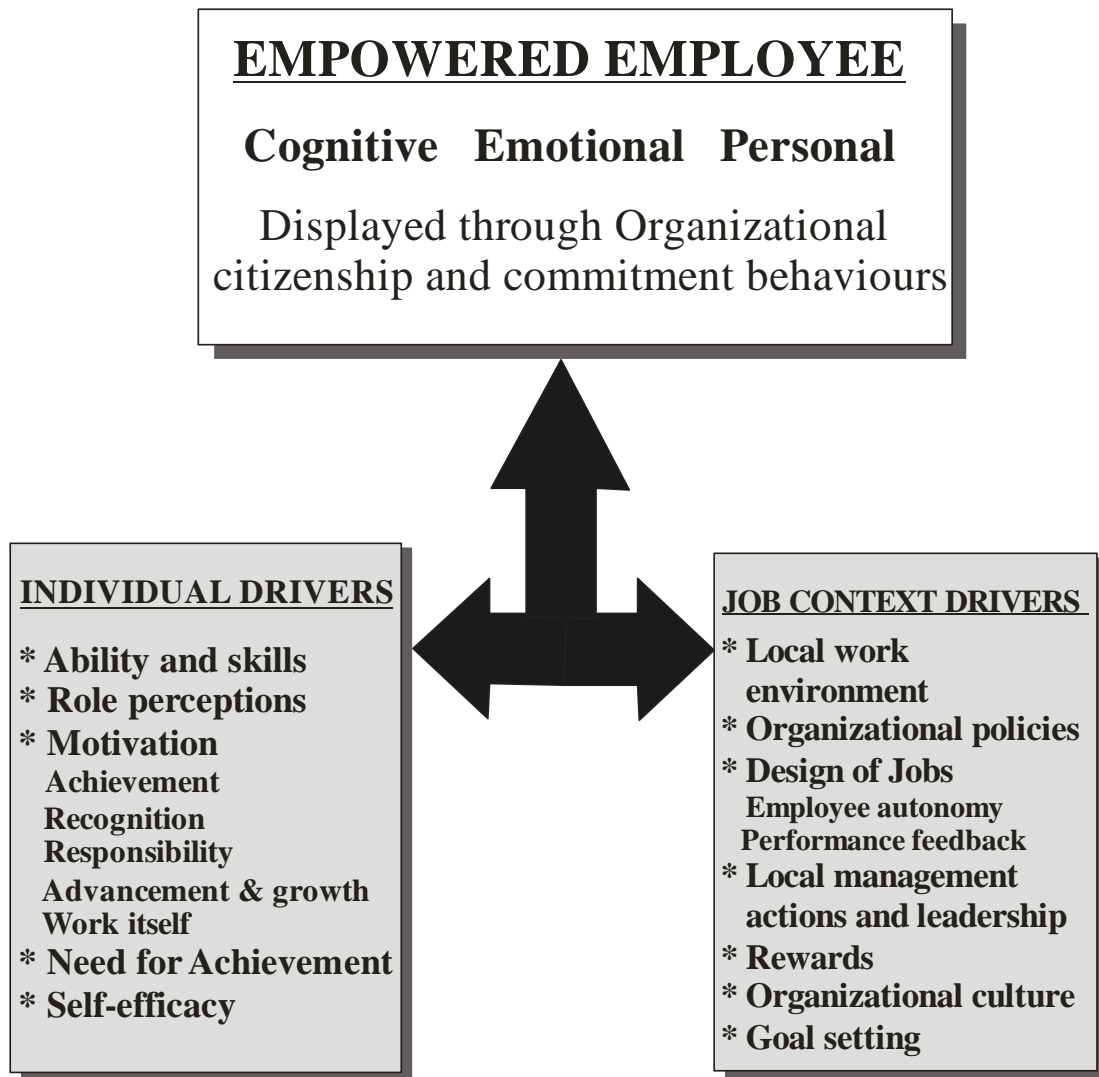 EMPOWERED EMPLOYEE
Cognitive Emotional Personal
Displayed through Organizational
citizenship and commitment behaviours
INDIVIDUAL DRIVERS
* Ability and skills
* Role perceptions
* Motivation
Achievement
Recognition
Responsibility
Advancement & growth
Work itself
* Need for Achievement
* Self-efficacy
JOB CONTEXT DRIVERS
* Local work
environment
* Organizational policies
* Design of Jobs
Employee autonomy
Performance feedback
* Local management
actions and leadership
* Rewards
* Organizational culture
* Goal setting